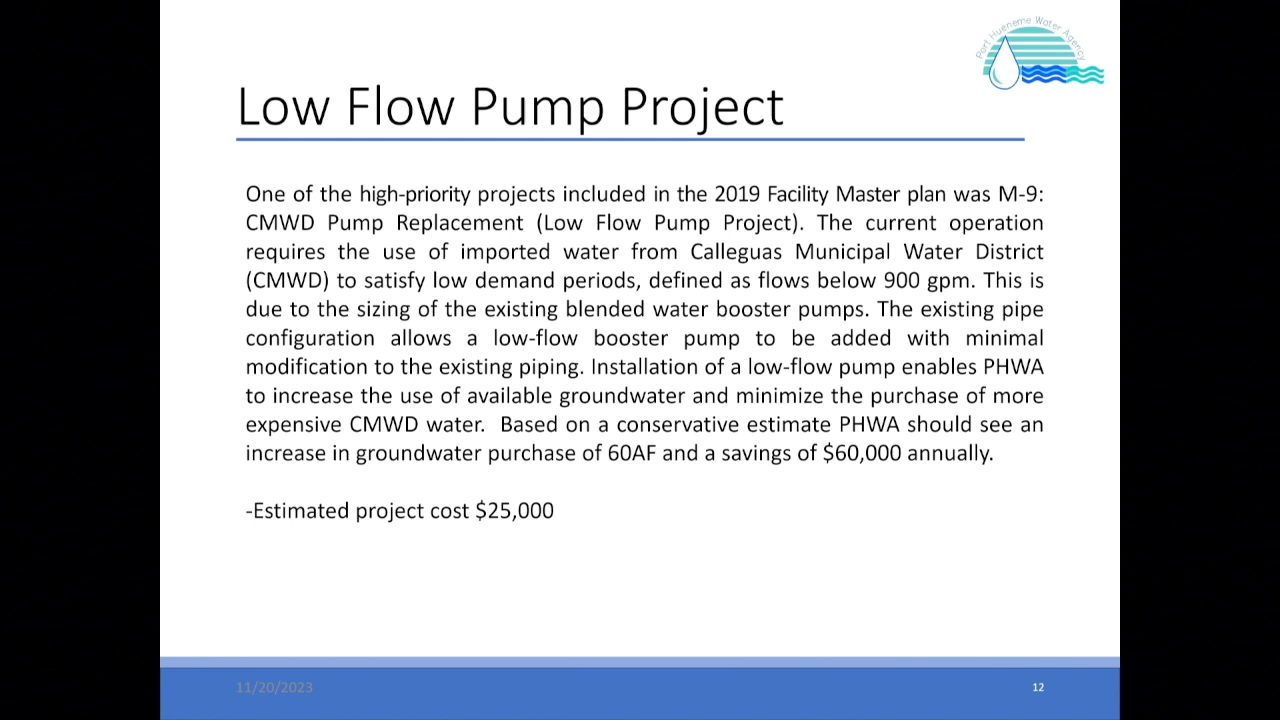 Port Hueneme Water Agency
Low Flow Pump Project
One of the high-priority projects included in the 2019 Facility Master plan was M-9:
CMWD Pump Replacement (Low Flow Pump Project). The current operation
requires the use of imported water from Calleguas Municipal Water District
(CMWD) to satisfy low demand periods, defined as flows below 900 gpm. This is
due to the sizing of the existing blended water booster pumps. The existing pipe
configuration allows a low-flow booster pump to be added with minimal
modification to the existing piping. Installation of a low-flow pump enables PHWA
to increase the use of available groundwater and minimize the purchase of more
expensive CMWD water. Based on a conservative estimate PHWA should see an
increase in groundwater purchase of 60AF and a savings of $60,000 annually.
-Estimated project cost $25,000
11/20/2023
12